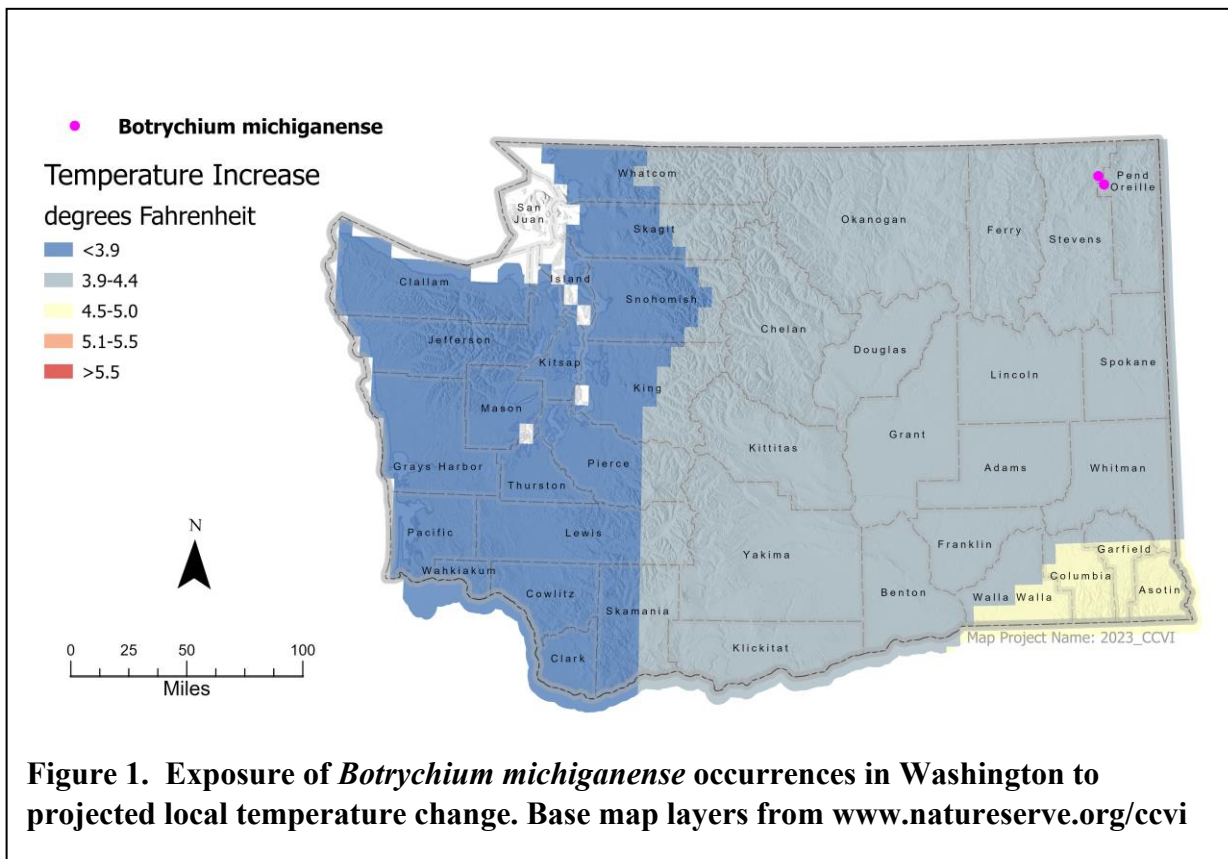 Botrychium michiganense
Temperature Increase
degrees Fahrenheit
<3.9
3.9-4.4
4.5-5.0
5.1-5.5
>5.5
N
0 25 50 100
Miles
Whatcom
San Juan
Skagit
Okanogan
Ferry
Stevens
Pend Oreille
Clallam
Island
Snohomish
Chelan
Jefferson
Kitsap
King
Douglas
Lincoln
Spokane
Mason
Grays Harbor
Thurston
Pierce
Kittitas
Grant
Adams
Whitman
Pacific
Lewis
Wahkiakum
Cowlitz
Yakima
Franklin
Garfield
Columbia
Benton
Walla Walla
Asotin
Skamania
Clark
Klickitat
Map Project Name: 2023_CCVI
Figure 1. Exposure of Botrychium michiganense occurrences in Washington to
projected local temperature change. Base map layers from www.natureserve.org/ccvi